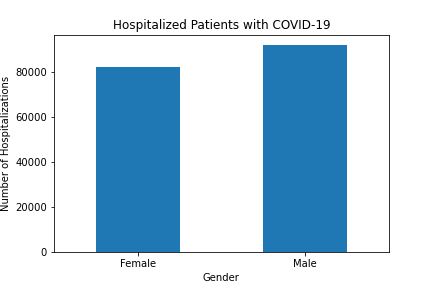 Hospitalized Patients with COVID-19
Number of Hospitalizations
80000
60000
40000
20000
0
Female
Male
Gender